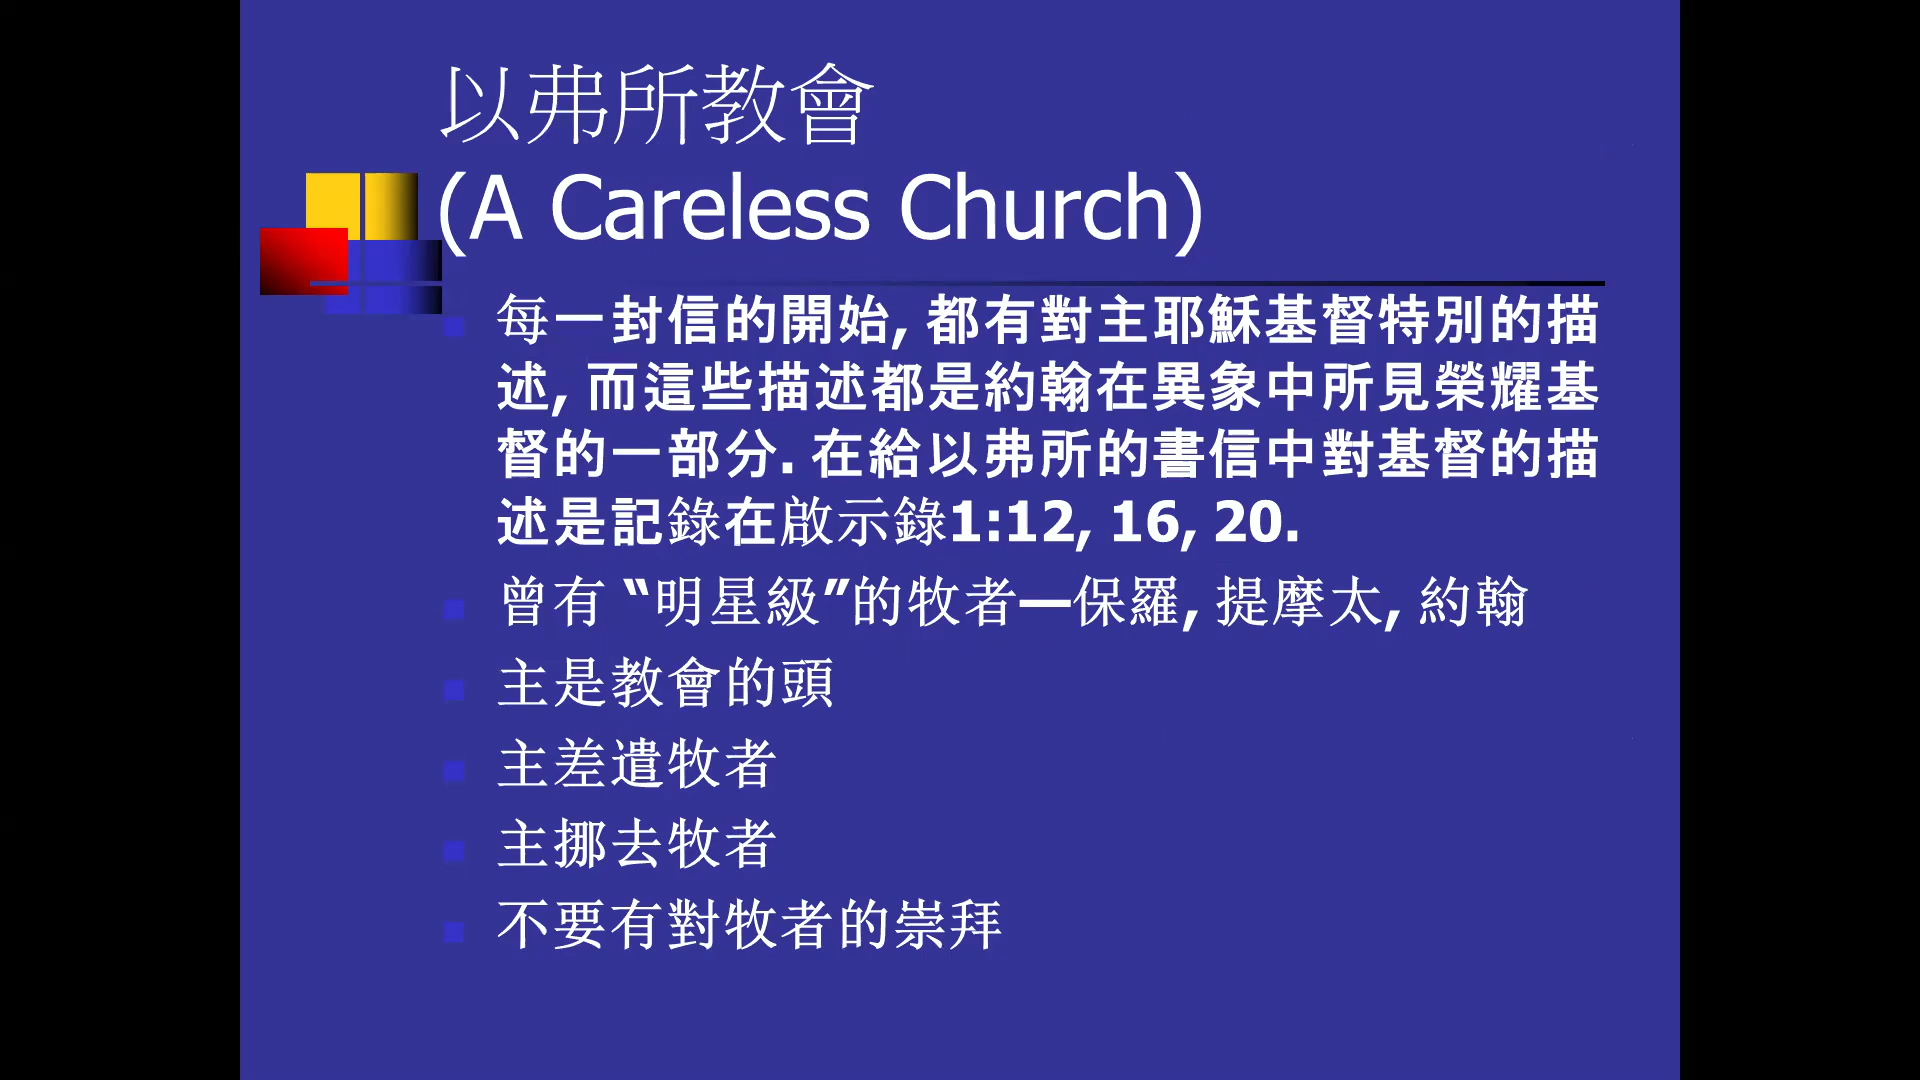 以弗所教會
(A Careless Church)
每一封信的開始, 都有對主耶穌基督特別的描
述, 而這些描述都是約翰在異象中所見榮耀基
督的一部分. 在給以弗所的書信中對基督的描
述是記錄在啟示錄1:12, 16, 20.
曾有 “明星級”的牧者—保羅, 提摩太, 約翰
主是教會的頭
主差遣牧者
主挪去牧者
不要有對牧者的崇拜